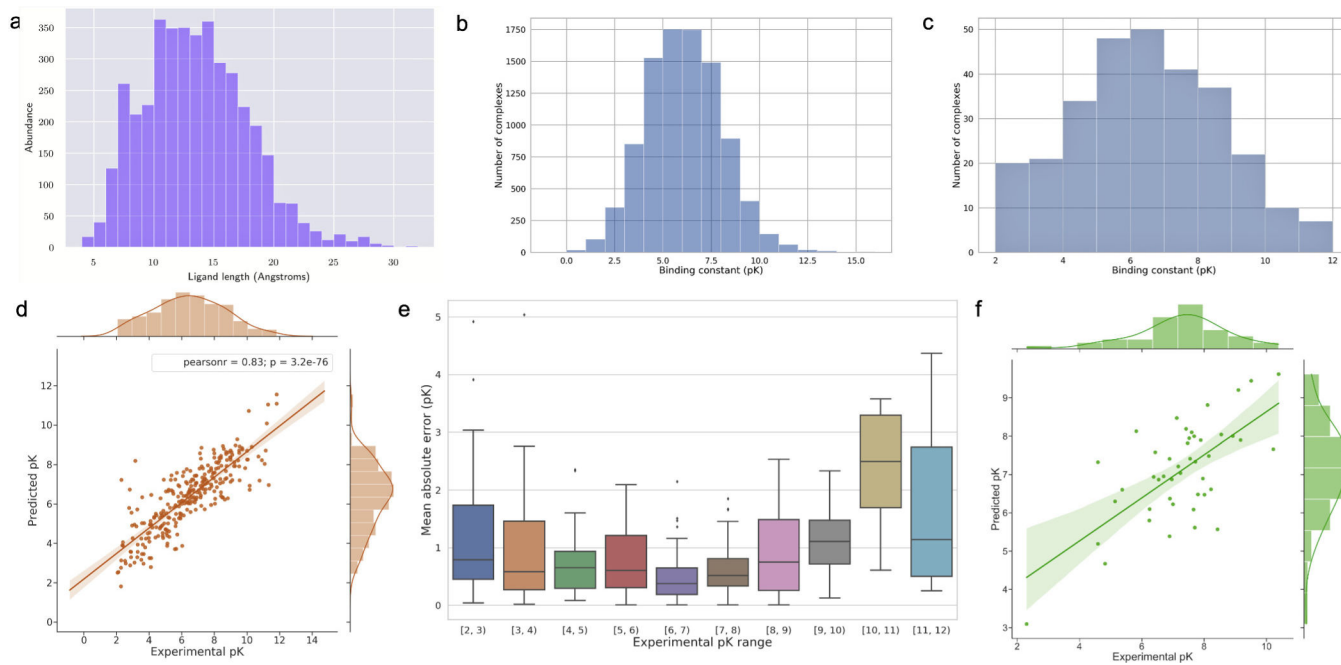 a
350
300
250
200
150
100
50
0
Abundance
5 10 15 20 25 30
Ligand length (Angstroms)
b
1750
1500
1250
1000
750
500
250
0
Number of complexes
0.0 2.5 5.0 7.5 10.0 12.5 15.0
Binding constant (pK)
c
50
40
30
20
10
0
Number of complexes
2 4 6 8 10 12
Binding constant (pK)
d
pearsonr = 0.83; p = 3.2e-76
12
10
8
6
4
2
0
Predicted pK
0 2 4 6 8 10 12 14
Experimental pK
e
5
4
3
2
1
0
Mean absolute error (pK)
[2, 3) [3, 4) [4, 5) [5, 6) [6, 7) [7, 8) [8, 9) [9, 10) [10, 11) [11, 12)
Experimental pK range
f
10
9
8
7
6
5
4
3
Predicted pK
2 4 6 8 10
Experimental pK